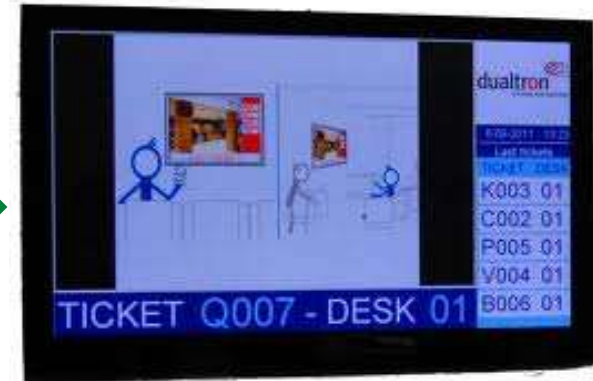 dualtron
Last tickets
TICKET DESK
K003 01
C002 01
P005 01
V004 01
B006 01
TICKET Q007 - DESK 01